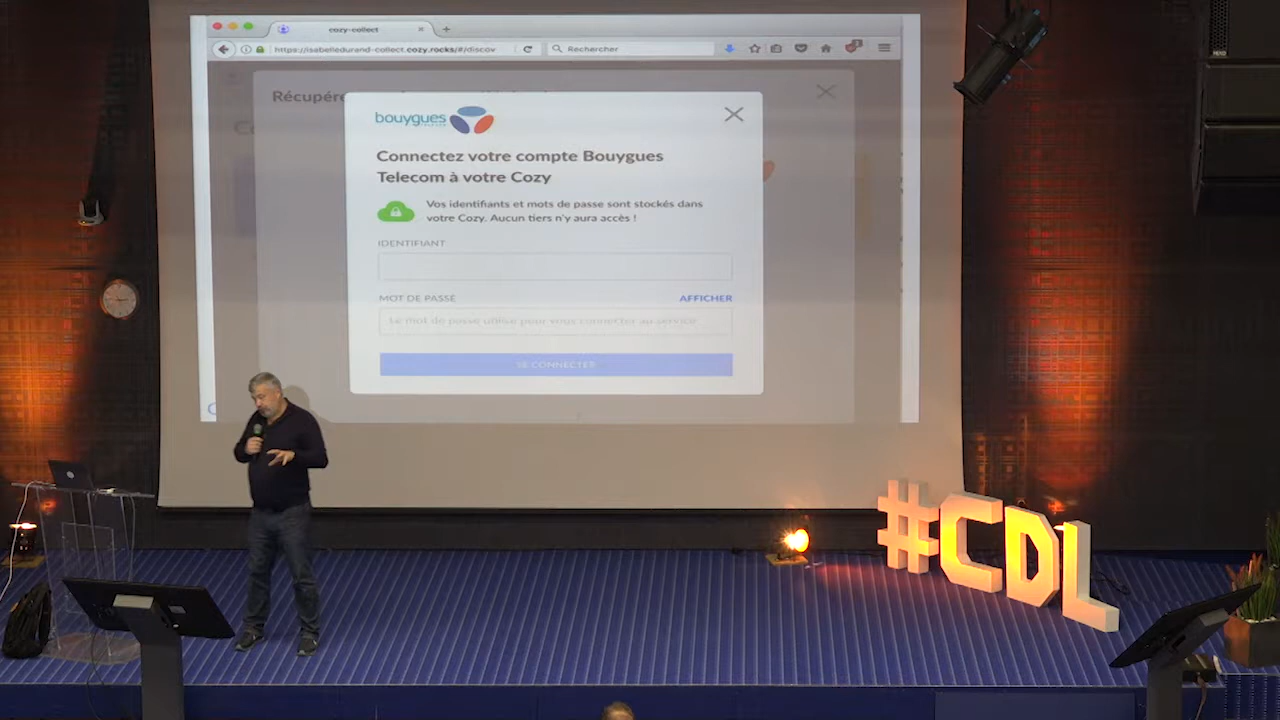 cozy-collect
https://isabelledurand-collect.cozy.rocks/#/discov
Rechercher
Récupére
bouygues
Connectez votre compte Bouygues
Telecom à votre Cozy
Vos identifiants et mots de passe sont stockés dans
votre Cozy. Aucun tiers n'y aura accès !
IDENTIFIANT
MOT DE PASSE
AFFICHER
Le mot de passe utilisé pour vous connecter au service
SE CONNECTER
#CDL